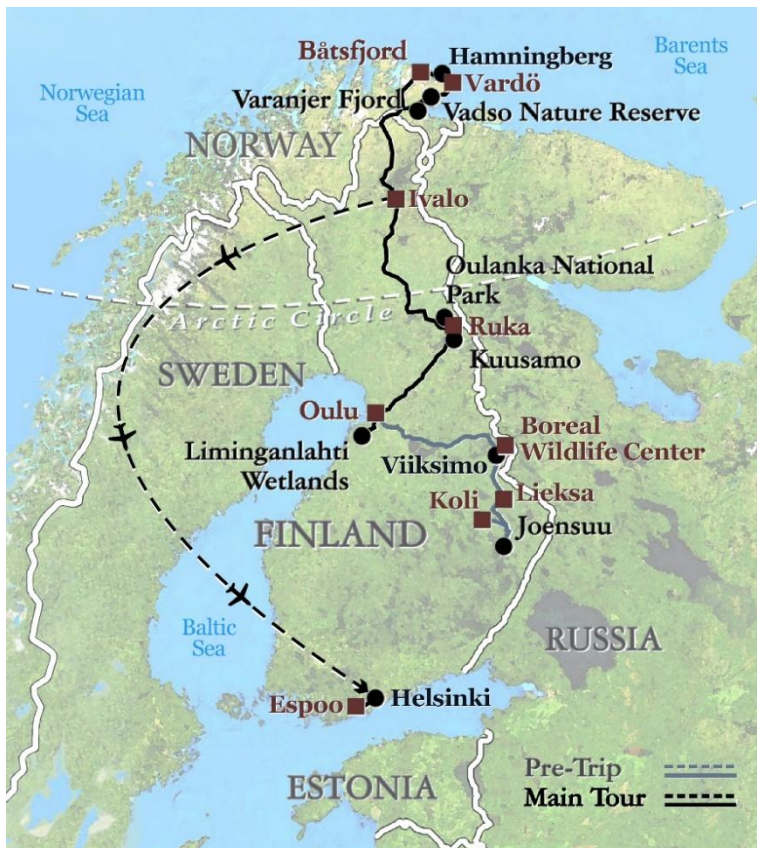 Båtsfjord
Hamningberg
Barents
Sea
Vardö
Norwegian
Sea
Varanjer Fjord
Vadso Nature Reserve
NORWAY
Ivalo
Oulanka National
Park
Arctic Circle
Ruka
Kuusamo
SWEDEN
Oulu
Boreal
Wildlife Center
Liminganlahti
Wetlands
Viiksimo
Lieksa
Koli
Joensuu
FINLAND
Baltic
Sea
RUSSIA
Espoo
Helsinki
ESTONIA
Pre-Trip
Main Tour